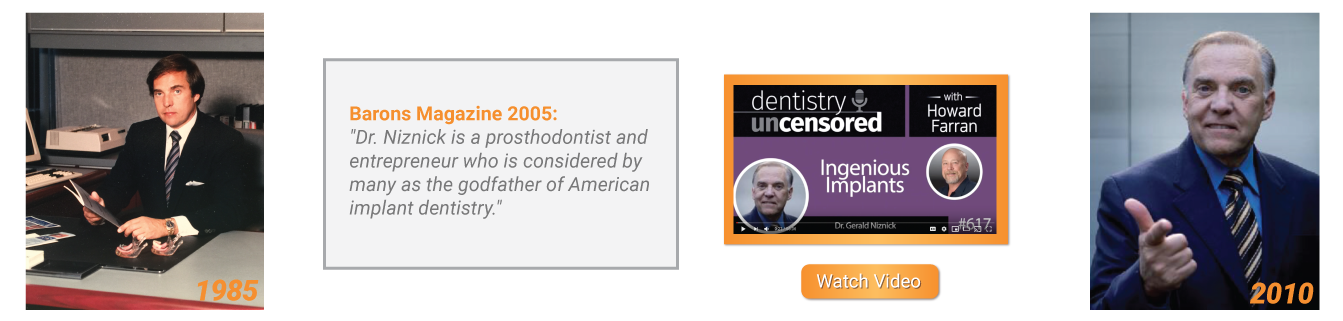 1985
Barons Magazine 2005:
"Dr. Niznick is a prosthodontist and
entrepreneur who is considered by
many as the godfather of American
implant dentistry."
dentistry
uncensored
with
Howard
Farran
Ingenious
Implants
Dr. Gerald Niznick
#617
Watch Video
2010